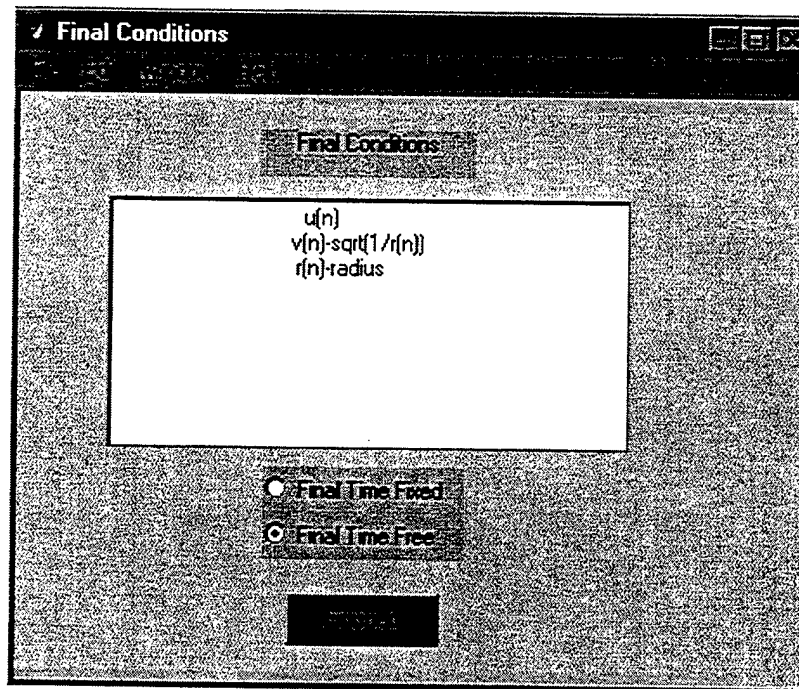 Final Conditions
Final Conditions
u(n)
v(n)-sqrt(1/r(n))
r(n)-radius
Final Time Fixed
Final Time Free